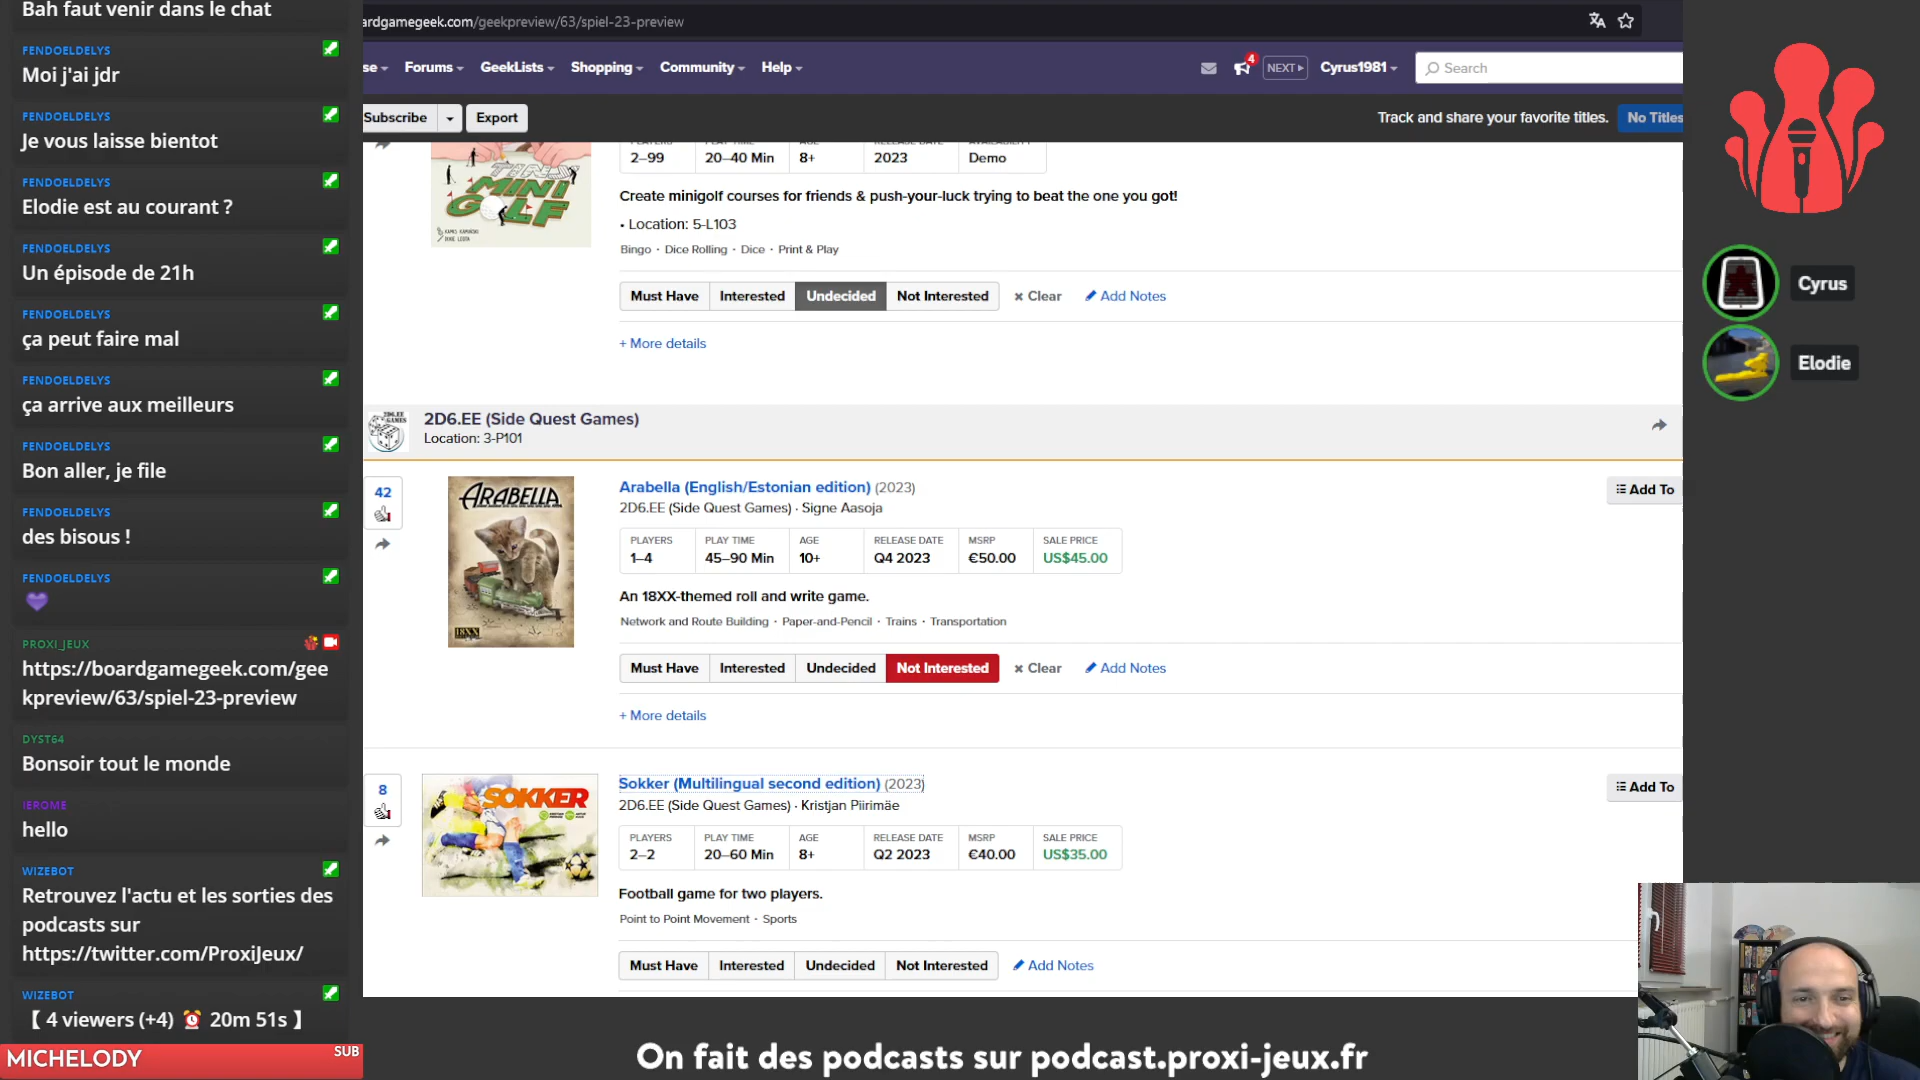 Bah faut venir dans le chat
FENDOELDELYS
Moi j'ai jdr
FENDOELDELYS
Je vous laisse bientot
FENDOELDELYS
Elodie est au courant ?
FENDOELDELYS
Un épisode de 21h
FENDOELDELYS
ça peut faire mal
FENDOELDELYS
ça arrive aux meilleurs
FENDOELDELYS
Bon aller, je file
FENDOELDELYS
des bisous !
FENDOELDELYS
PROXI_JEUX
https://boardgamegeek.com/gee
kpreview/63/spiel-23-preview
DYST64
Bonsoir tout le monde
hello
WIZEBOT
Retrouvez l'actu et les sorties des
podcasts sur
https://twitter.com/ProxiJeux/
WIZEBOT
【 4 viewers (+4) ⏰ 20m 51s 】
MICHELODY
SUB
ardgamegeek.com/geekpreview/63/spiel-23-preview
se Forums GeekLists Shopping Community Help
4 NEXT Cyrus1981 Search
Subscribe Export Track and share your favorite titles. No Titles
TINY MINI GOLF
2–99 20–40 Min 8+ 2023 Demo
Create minigolf courses for friends & push-your-luck trying to beat the one you got!
• Location: 5-L103
Bingo · Dice Rolling · Dice · Print & Play
Must Have Interested Undecided Not Interested × Clear Add Notes
+ More details
2D6.EE (Side Quest Games)
Location: 3-P101
42
ARABELLA
18XX
Arabella (English/Estonian edition) (2023)
Add To
2D6.EE (Side Quest Games) · Signe Aasoja
PLAYERS PLAY TIME AGE RELEASE DATE MSRP SALE PRICE
1–4 45–90 Min 10+ Q4 2023 €50.00 US$45.00
An 18XX-themed roll and write game.
Network and Route Building · Paper-and-Pencil · Trains · Transportation
Must Have Interested Undecided Not Interested × Clear Add Notes
+ More details
8
SOKKER
Sokker (Multilingual second edition) (2023)
Add To
2D6.EE (Side Quest Games) · Kristjan Piirimäe
PLAYERS PLAY TIME AGE RELEASE DATE MSRP SALE PRICE
2–2 20–60 Min 8+ Q2 2023 €40.00 US$35.00
Football game for two players.
Point to Point Movement · Sports
Must Have Interested Undecided Not Interested Add Notes
Cyrus
Elodie
On fait des podcasts sur podcast.proxi-jeux.fr